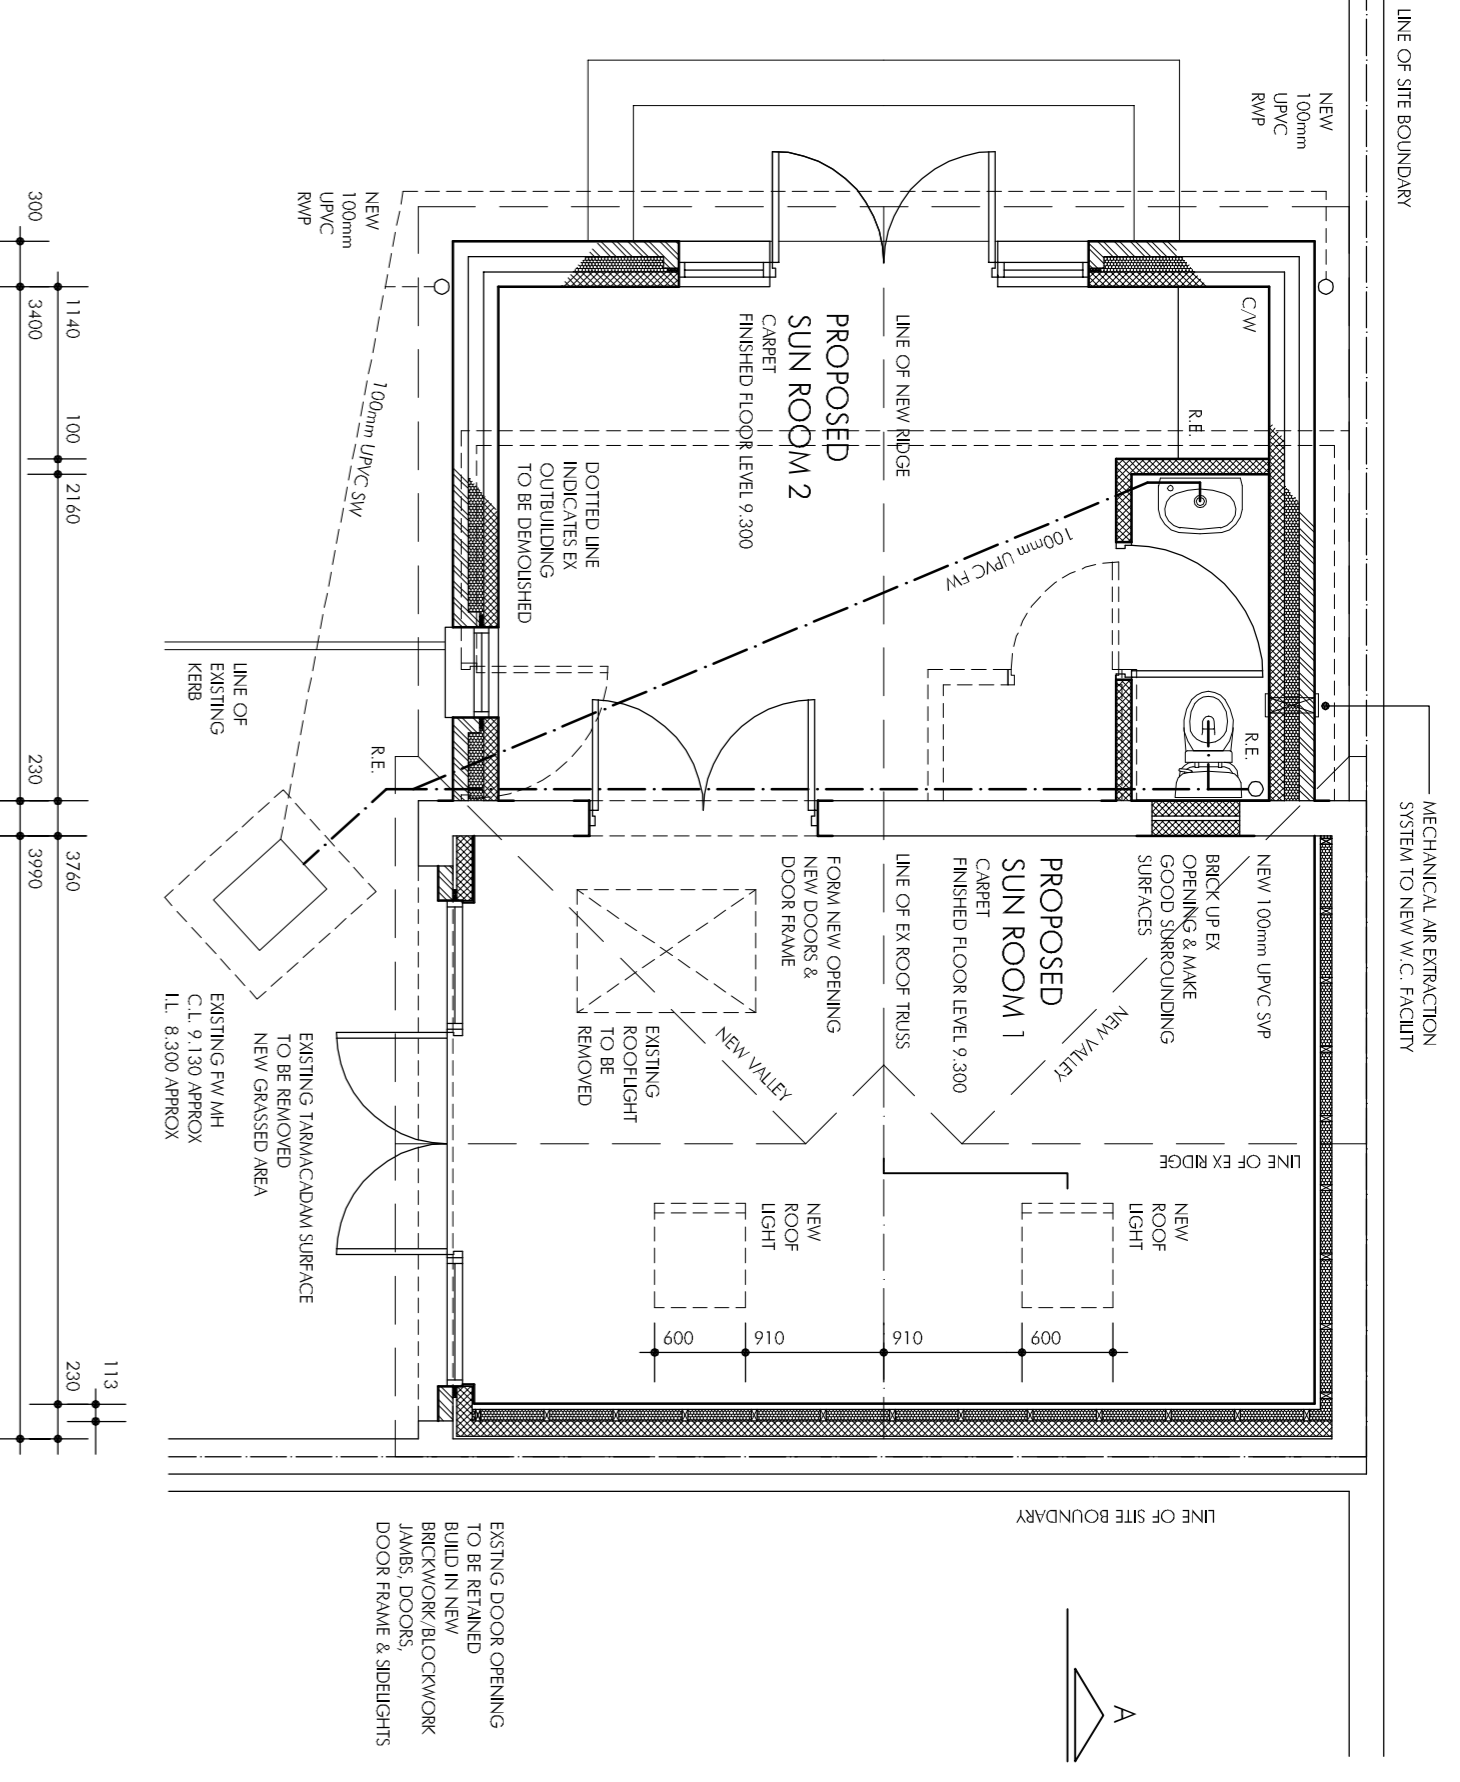 LINE OF SITE BOUNDARY
NEW
100mm
UPVC
RWP
MECHANICAL AIR EXTRACTION
SYSTEM TO NEW W.C. FACILITY
C/W
R.E.
R.E.
NEW 100mm UPVC SVP
BRICK UP EX
OPENING & MAKE
GOOD SURROUNDING
SURFACES
LINE OF EX RIDGE
NEW
ROOF
LIGHT
NEW VALLEY
100mm UPVC FW
LINE OF NEW RIDGE
PROPOSED
SUN ROOM 2
CARPET
FINISHED FLOOR LEVEL 9.300
PROPOSED
SUN ROOM 1
CARPET
FINISHED FLOOR LEVEL 9.300
LINE OF EX ROOF TRUSS
FORM NEW OPENING
NEW DOORS &
DOOR FRAME
600
910
910
600
NEW
ROOF
LIGHT
NEW VALLEY
EXISTING
ROOFLIGHT
TO BE
REMOVED
DOTTED LINE
INDICATES EX
OUTBUILDING
TO BE DEMOLISHED
NEW
100mm
UPVC
RWP
100mm UPVC SW
R.E.
LINE OF
EXISTING
KERB
EXISTING TARMACADAM SURFACE
TO BE REMOVED
NEW GRASSED AREA
EXISTING FW MH
C.L. 9.130 APPROX
I.L. 8.300 APPROX
LINE OF SITE BOUNDARY
A
EXSTNG DOOR OPENING
TO BE RETAINED
BUILD IN NEW
BRICKWORK/BLOCKWORK
JAMBS, DOORS,
DOOR FRAME & SIDELIGHTS
113
1140
100
2160
3760
230
300
3400
230
3990